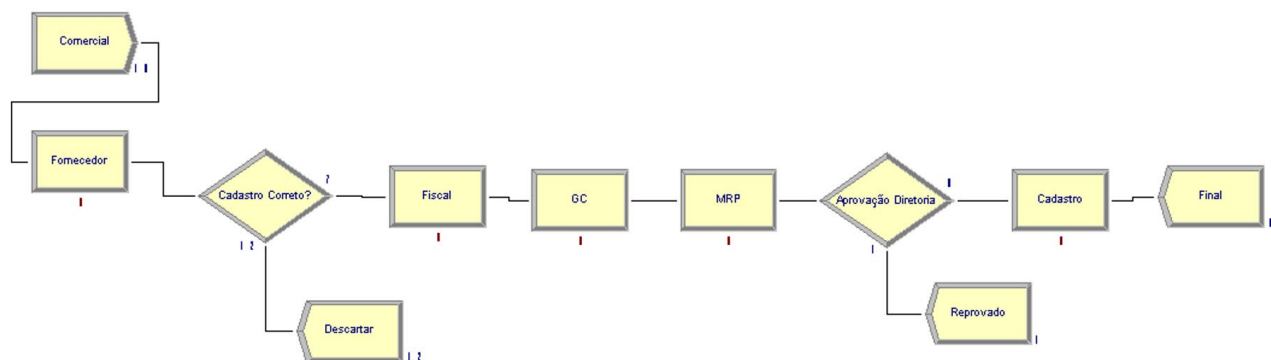 Comercial
Fornecedor
Cadastro Correto?
Fiscal
GC
MRP
Aprovação Diretoria
Cadastro
Final
Descartar
Reprovado